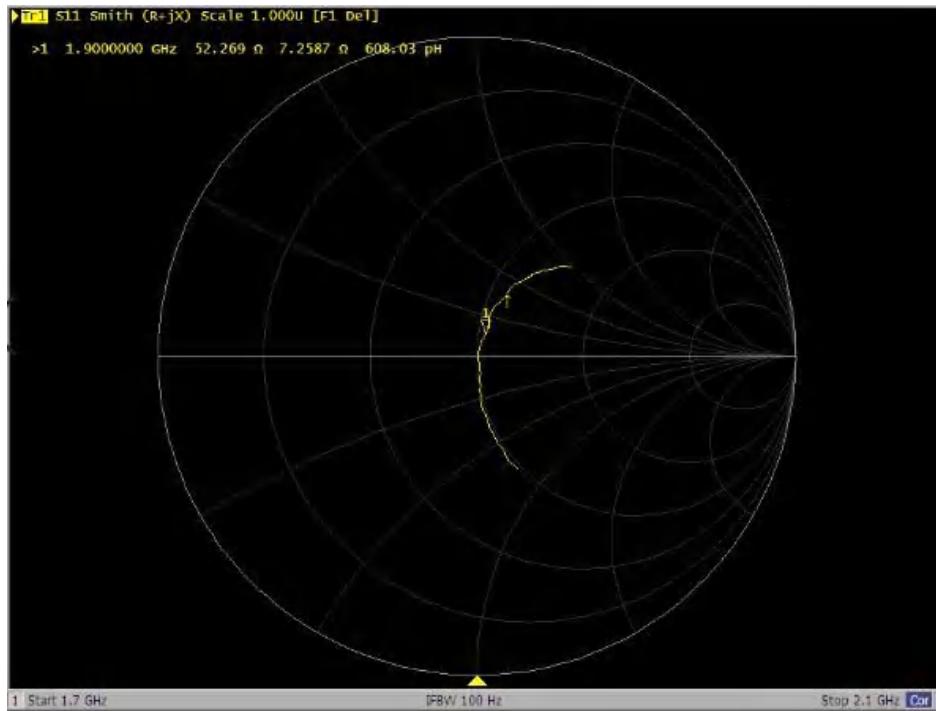 Tr1 S11 Smith (R+jX) Scale 1.000U [F1 Del]
>1 1.9000000 GHz 52.269 Ω 7.2587 Ω 608.03 pH
1
1 Start 1.7 GHz IFBW 100 Hz Stop 2.1 GHz Cor